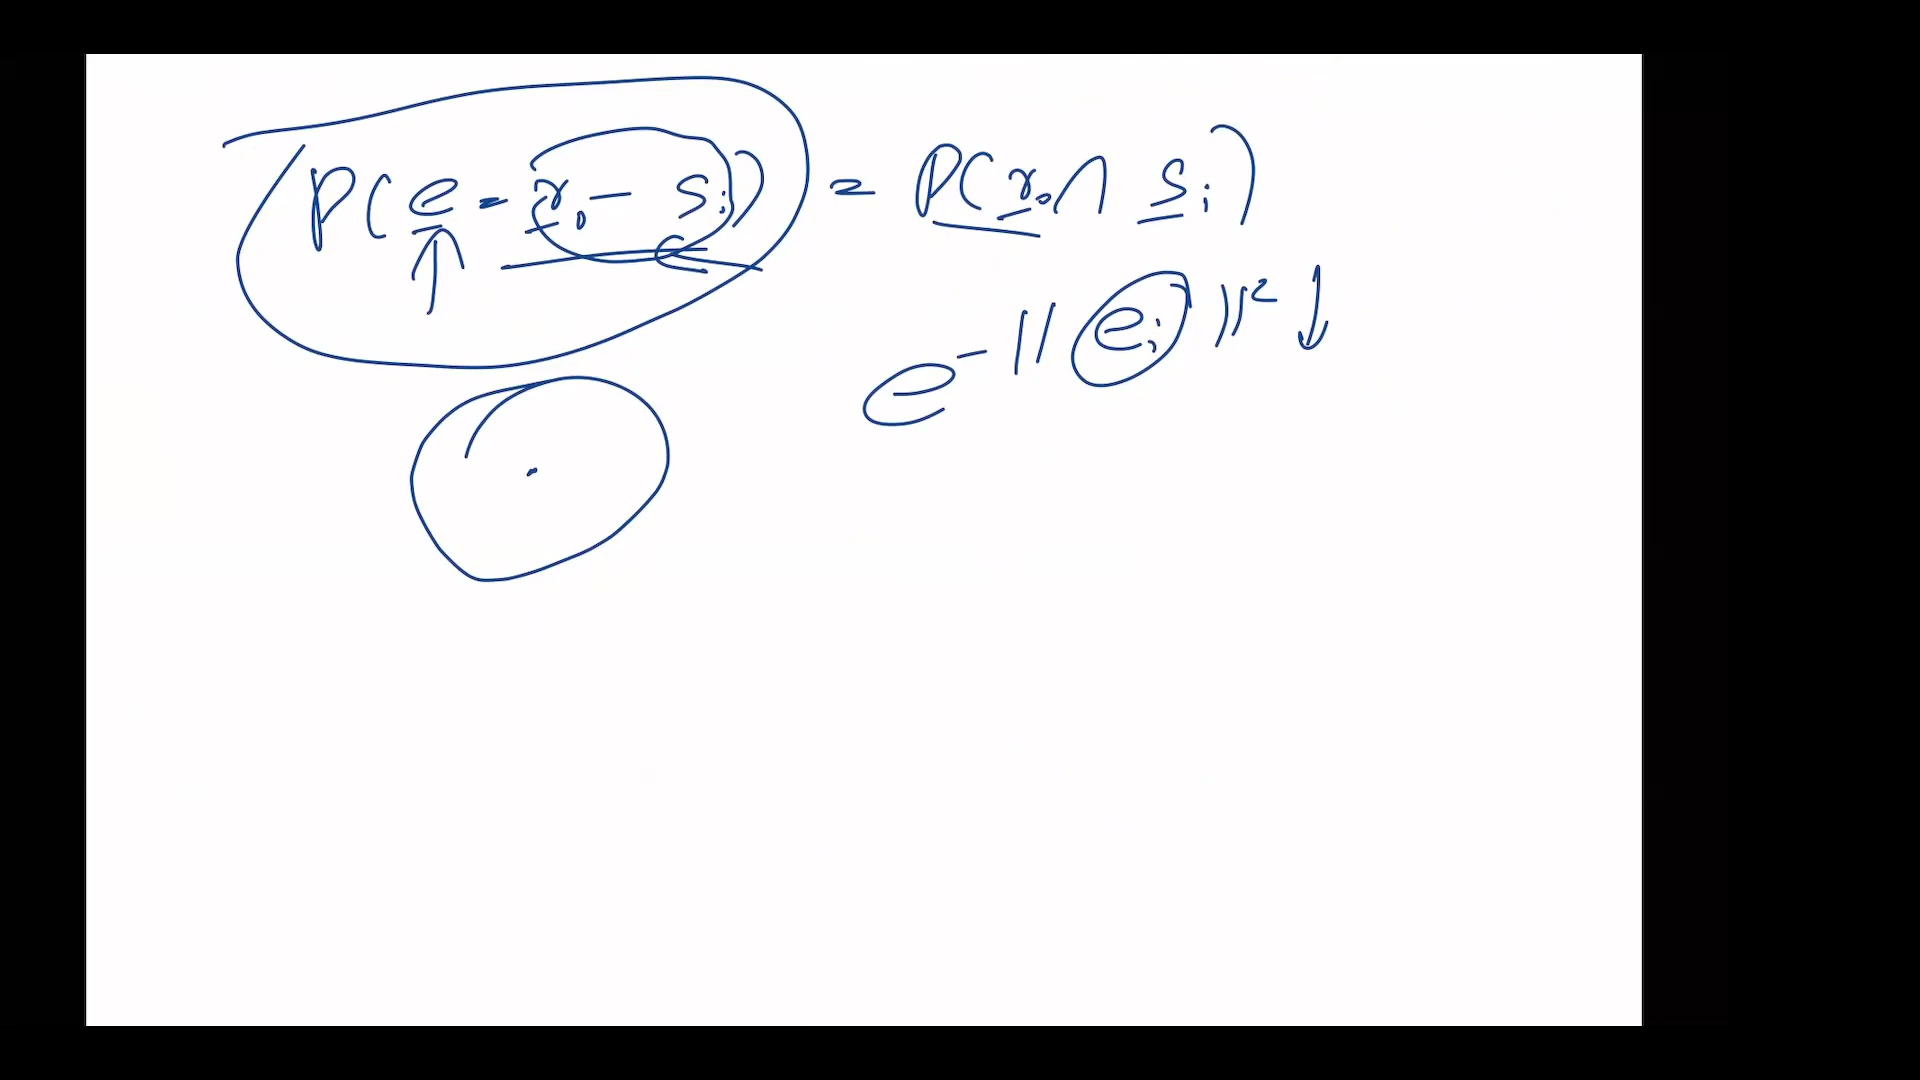 P(e = r₀ - sᵢ) = P(r₀ ∩ sᵢ)
e^{-||eᵢ||²} ↓